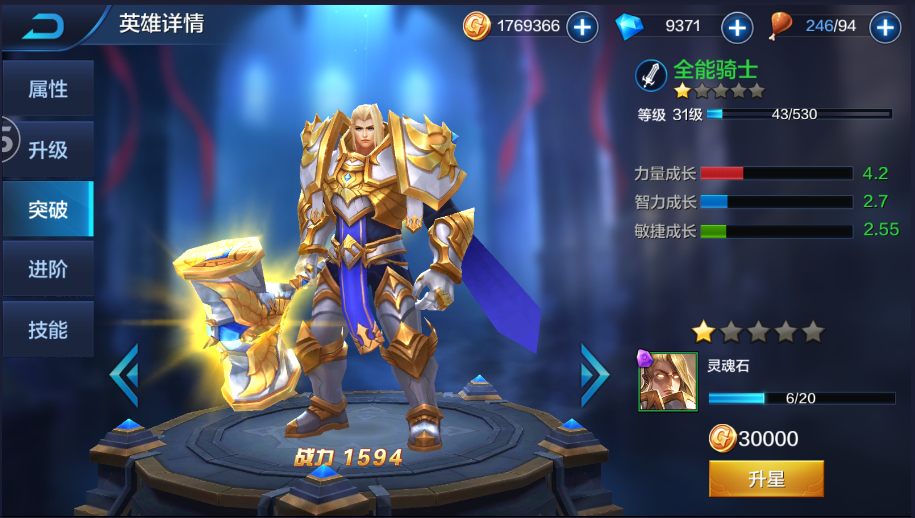 英雄详情
1769366
9371
246/94
属性
升级
突破
进阶
技能
全能骑士
等级 31级 43/530
力量成长 4.2
智力成长 2.7
敏捷成长 2.55
灵魂石
6/20
30000
升星
战力 1594